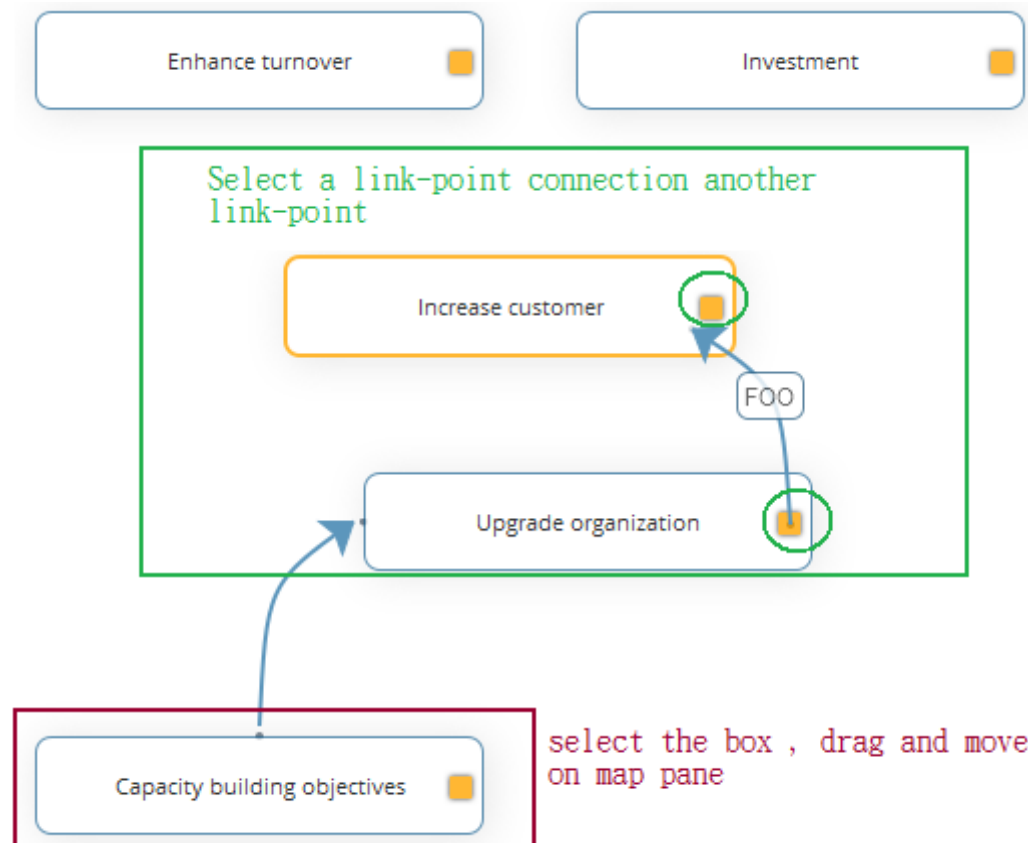 Enhance turnover
Investment
Select a link-point connection another
link-point
Increase customer
FOO
Upgrade organization
select the box , drag and move
on map pane
Capacity building objectives